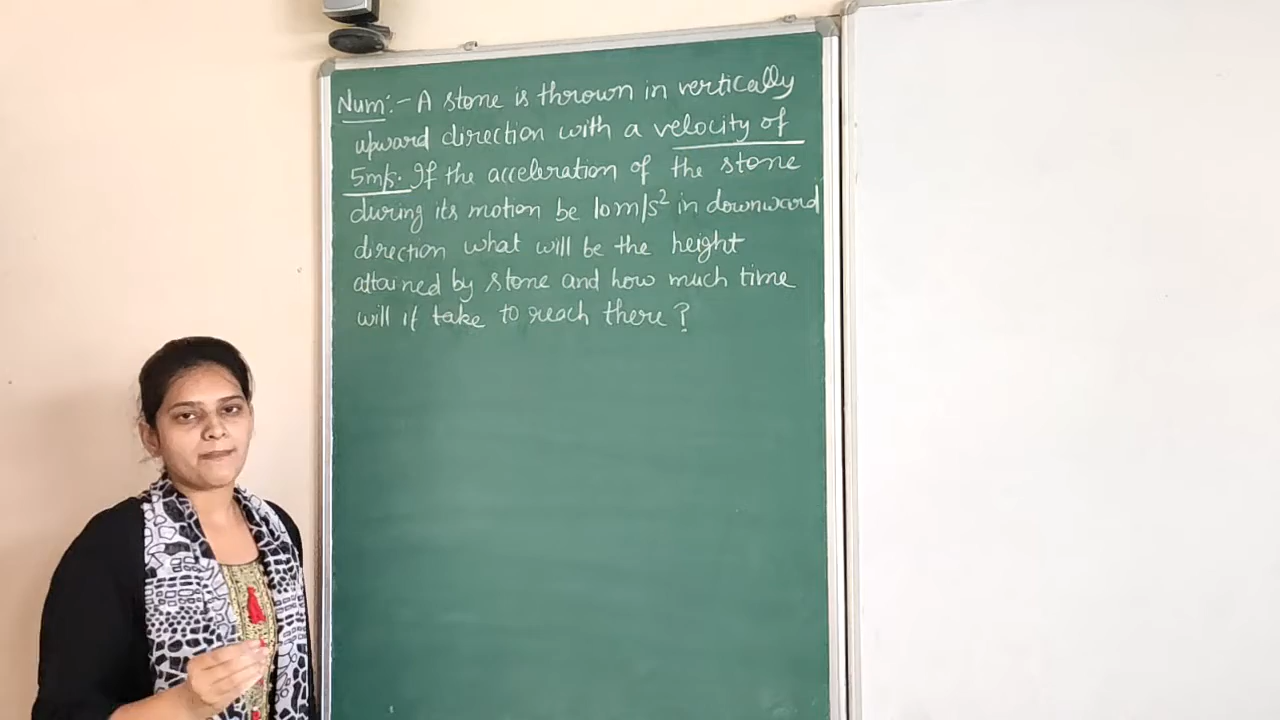 Num:- A stone is thrown in vertically
upward direction with a velocity of
5m/s. If the acceleration of the stone
during its motion be 10m/s² in downward
direction what will be the height
attained by stone and how much time
will it take to reach there?